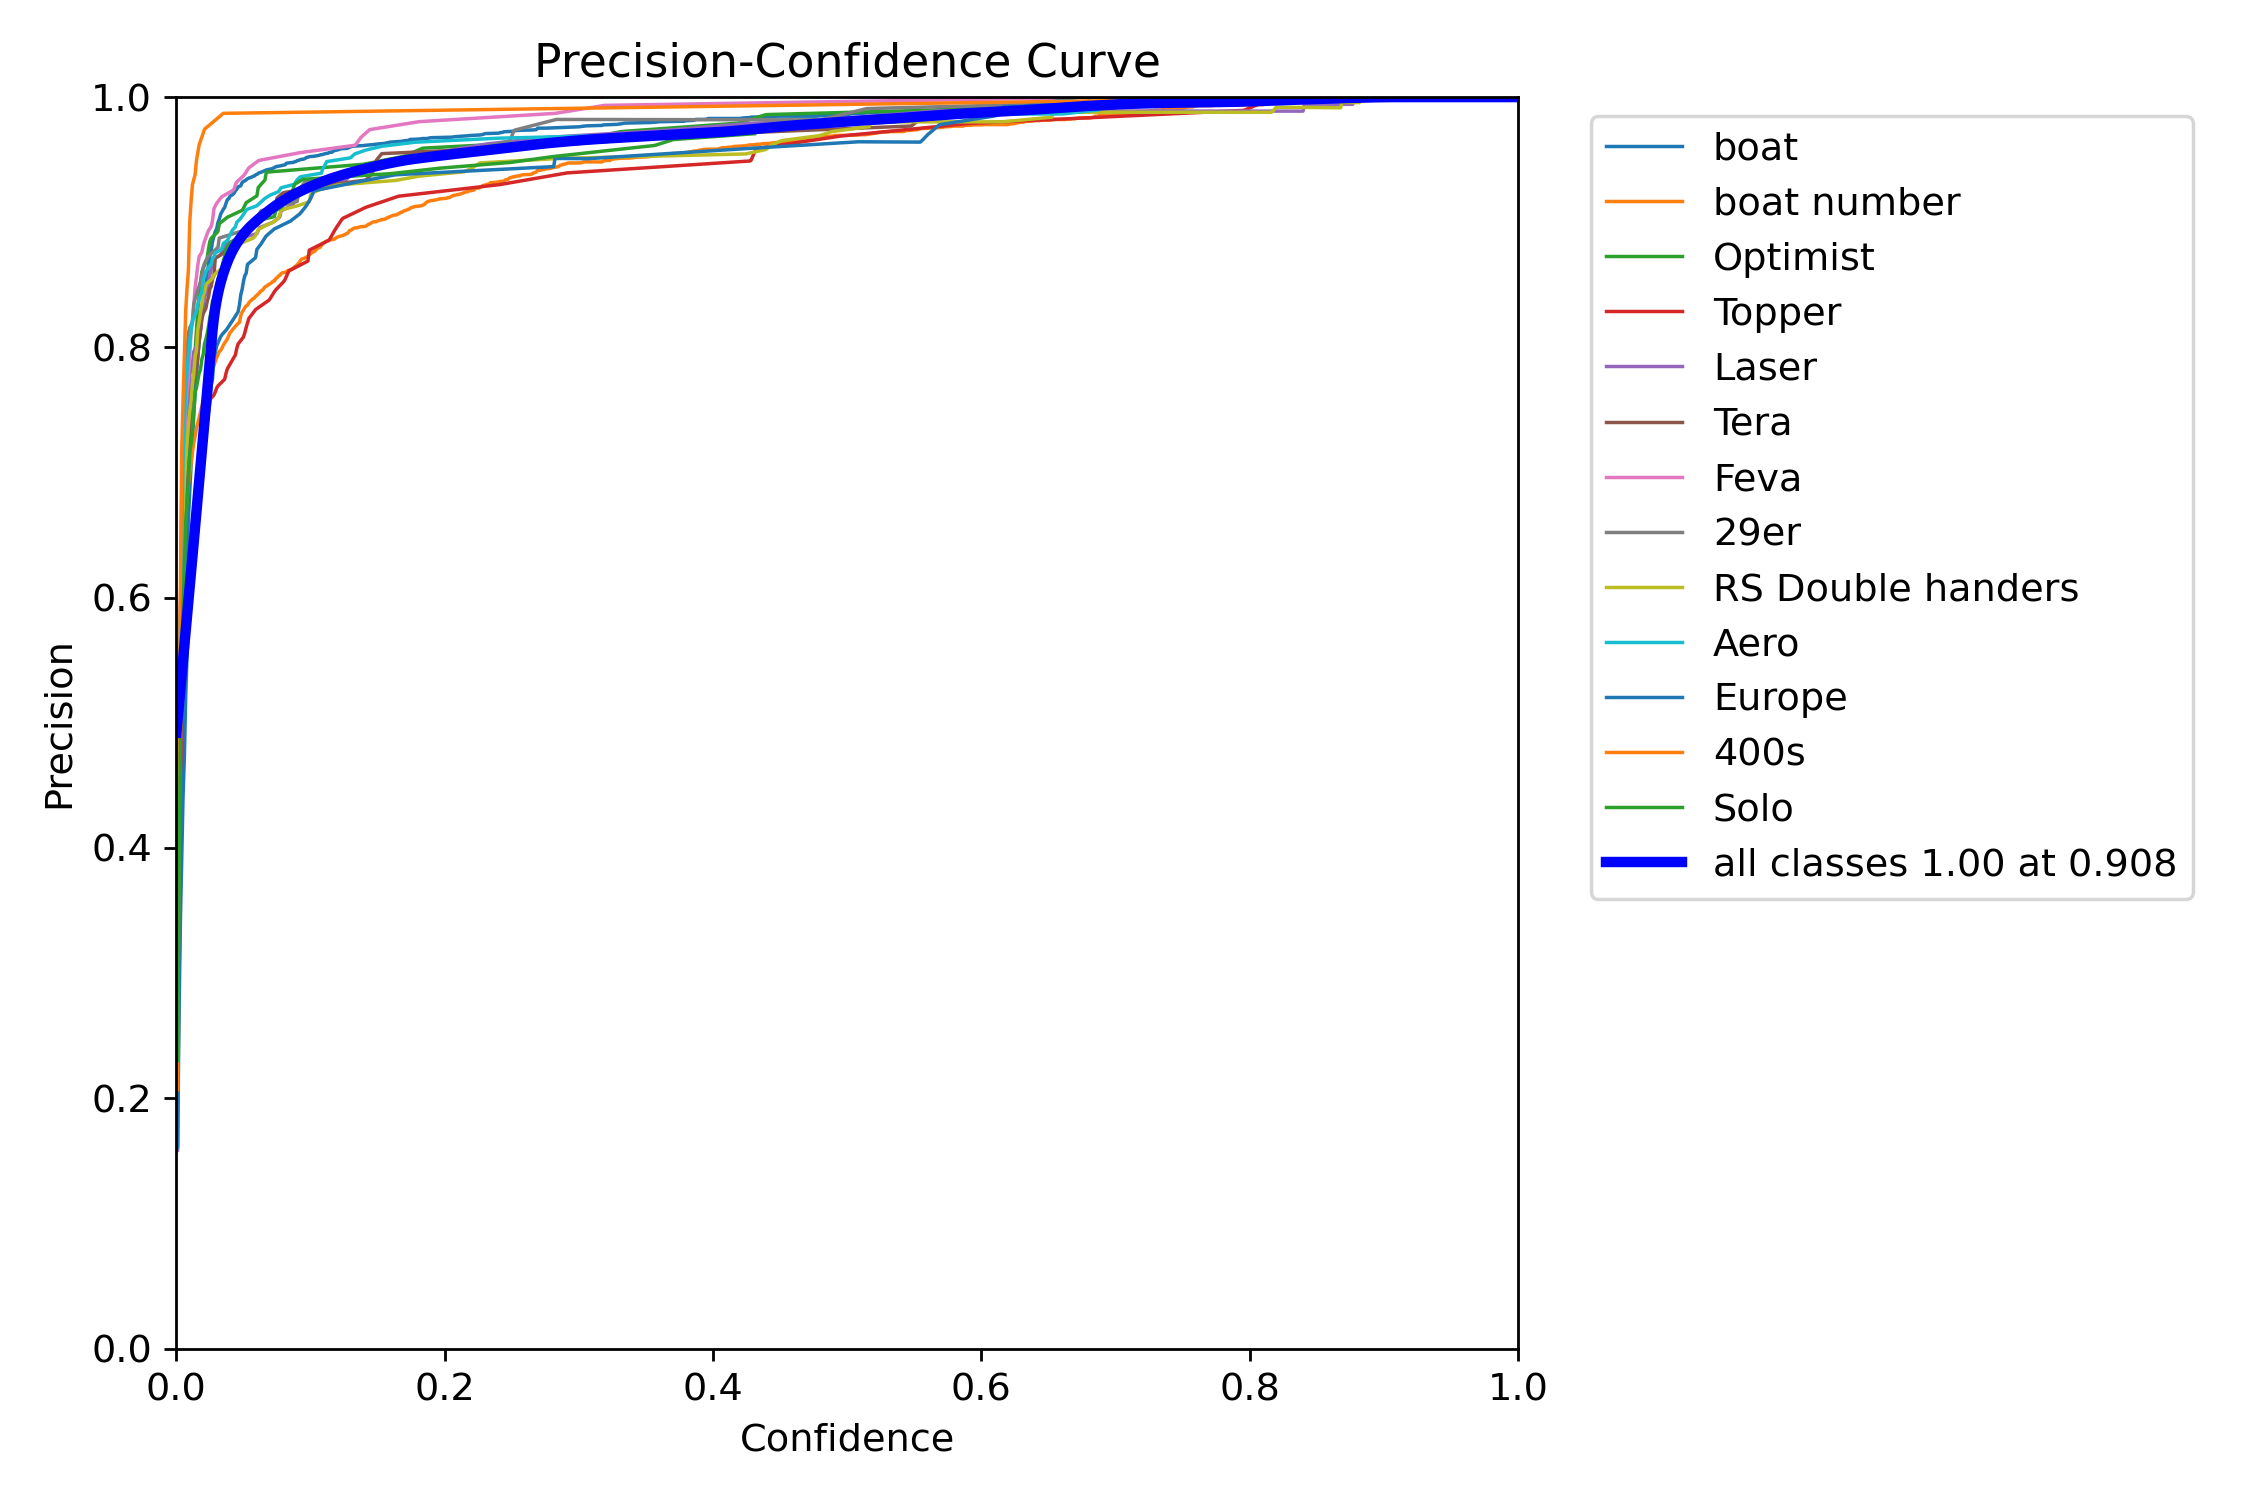 Precision-Confidence Curve
1.0
0.8
0.6
0.4
0.2
0.0
Precision
0.0 0.2 0.4 0.6 0.8 1.0
Confidence
boat
boat number
Optimist
Topper
Laser
Tera
Feva
29er
RS Double handers
Aero
Europe
400s
Solo
all classes 1.00 at 0.908